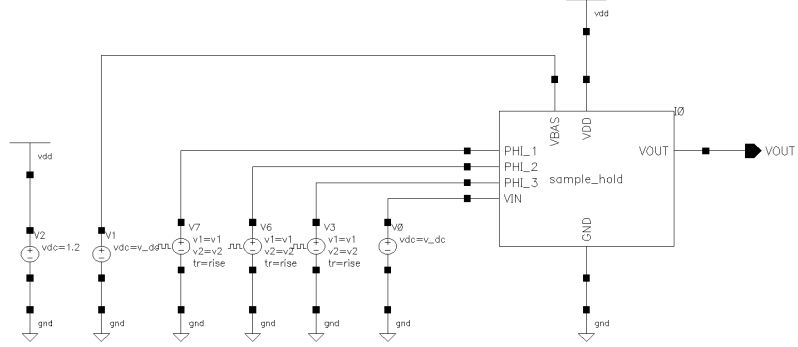 vdd
IØ
VBAS
VDD
PHI_1
PHI_2
PHI_3
VIN
sample_hold
VOUT
VOUT
GND
vdd
V2
vdc=1.2
V1
V7
v1=v1
v2=v2
tr=rise
V6
v1=v1
v2=v2
tr=rise
V3
v1=v1
v2=v2
tr=rise
VØ
vdc=v_dc
gnd
gnd
gnd
gnd
gnd
gnd
gnd